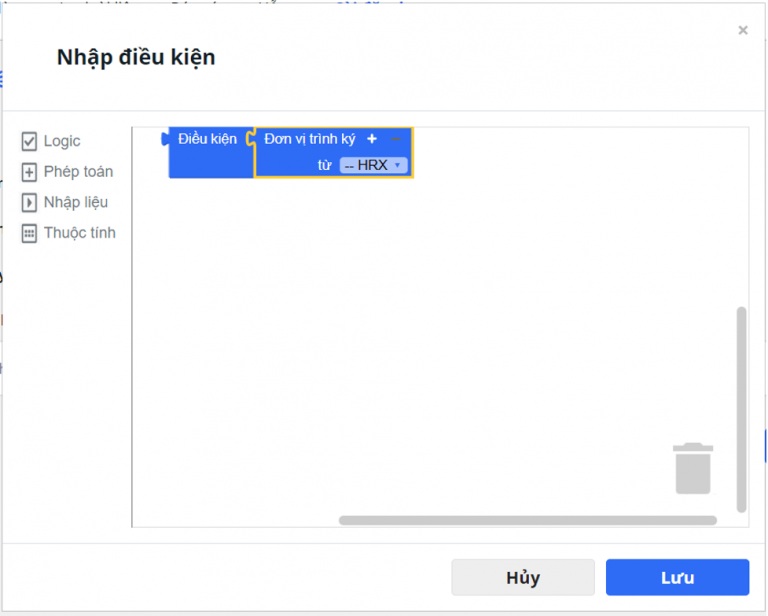 ×
Nhập điều kiện
Logic
Phép toán
Nhập liệu
Thuộc tính
Điều kiện Đơn vị trình ký + −
từ -- HRX ▾
Hủy
Lưu